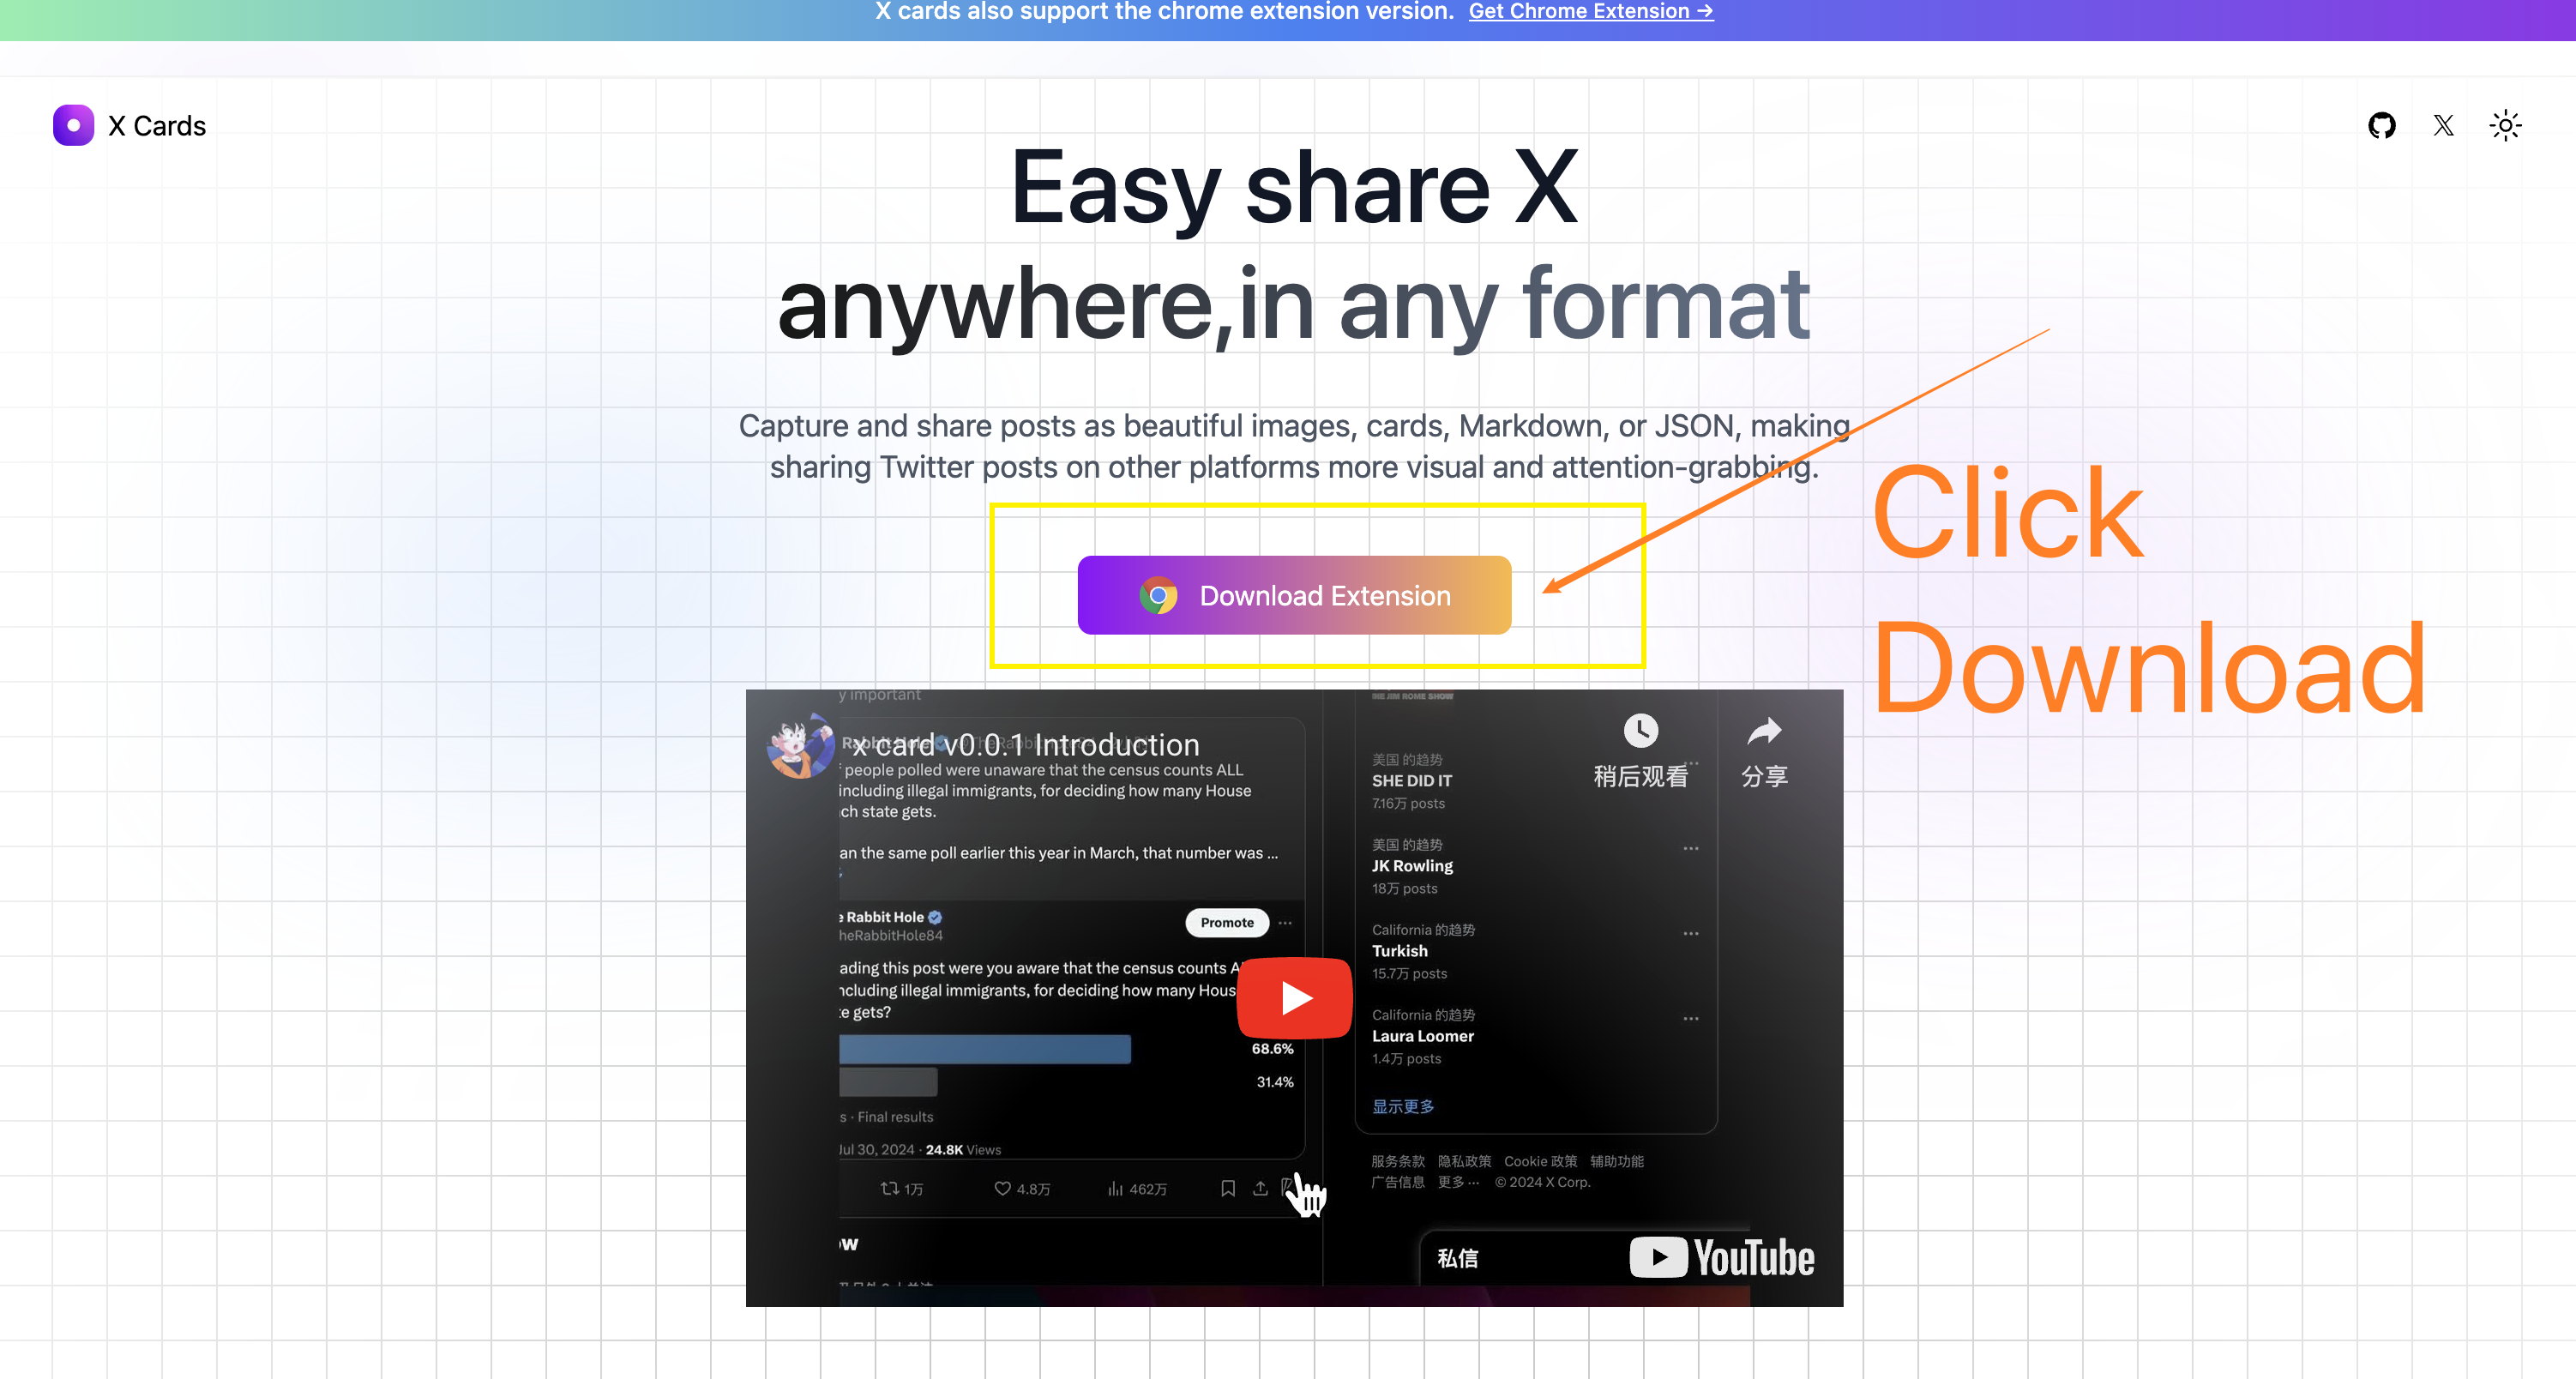 X cards also support the chrome extension version. Get Chrome Extension →
X Cards
Easy share X
anywhere,in any format
Capture and share posts as beautiful images, cards, Markdown, or JSON, making
sharing Twitter posts on other platforms more visual and attention-grabbing.
Click
Download
Download Extension
y important
THE JIM ROME SHOW
x card v0.0.1 Introduction
稍后观看
分享
people polled were unaware that the census counts ALL
including illegal immigrants, for deciding how many House
ch state gets.
an the same poll earlier this year in March, that number was ...
e Rabbit Hole
heRabbitHole84
Promote
ading this post were you aware that the census counts A
ncluding illegal immigrants, for deciding how many Hous
te gets?
68.6%
31.4%
s · Final results
Jul 30, 2024 · 24.8K Views
1万
4.8万
462万
ow
美国 的趋势
SHE DID IT
7.16万 posts
美国 的趋势
JK Rowling
18万 posts
California 的趋势
Turkish
15.7万 posts
California 的趋势
Laura Loomer
1.4万 posts
显示更多
服务条款 隐私政策 Cookie 政策 辅助功能
广告信息 更多 ··· © 2024 X Corp.
私信
YouTube